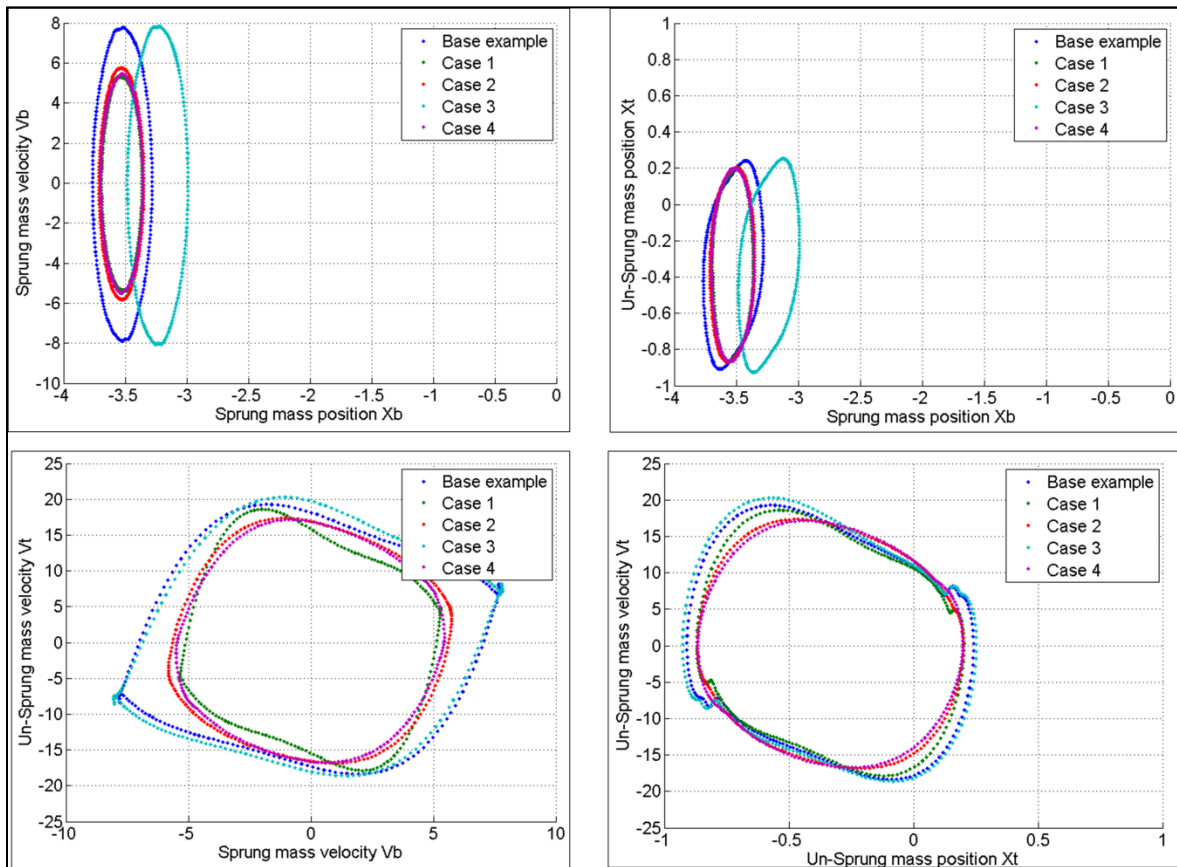 Sprung mass velocity Vb
8
6
4
2
0
-2
-4
-6
-8
-10
-4
-3.5
-3
-2.5
-2
-1.5
-1
-0.5
0
Sprung mass position Xb
Base example
Case 1
Case 2
Case 3
Case 4
Un-Sprung mass position Xt
1
0.8
0.6
0.4
0.2
0
-0.2
-0.4
-0.6
-0.8
-1
-4
-3.5
-3
-2.5
-2
-1.5
-1
-0.5
0
Sprung mass position Xb
Base example
Case 1
Case 2
Case 3
Case 4
Un-Sprung mass velocity Vt
25
20
15
10
5
0
-5
-10
-15
-20
-25
-10
-5
0
5
10
Sprung mass velocity Vb
Base example
Case 1
Case 2
Case 3
Case 4
Un-Sprung mass velocity Vt
25
20
15
10
5
0
-5
-10
-15
-20
-25
-1
-0.5
0
0.5
1
Un-Sprung mass position Xt
Base example
Case 1
Case 2
Case 3
Case 4